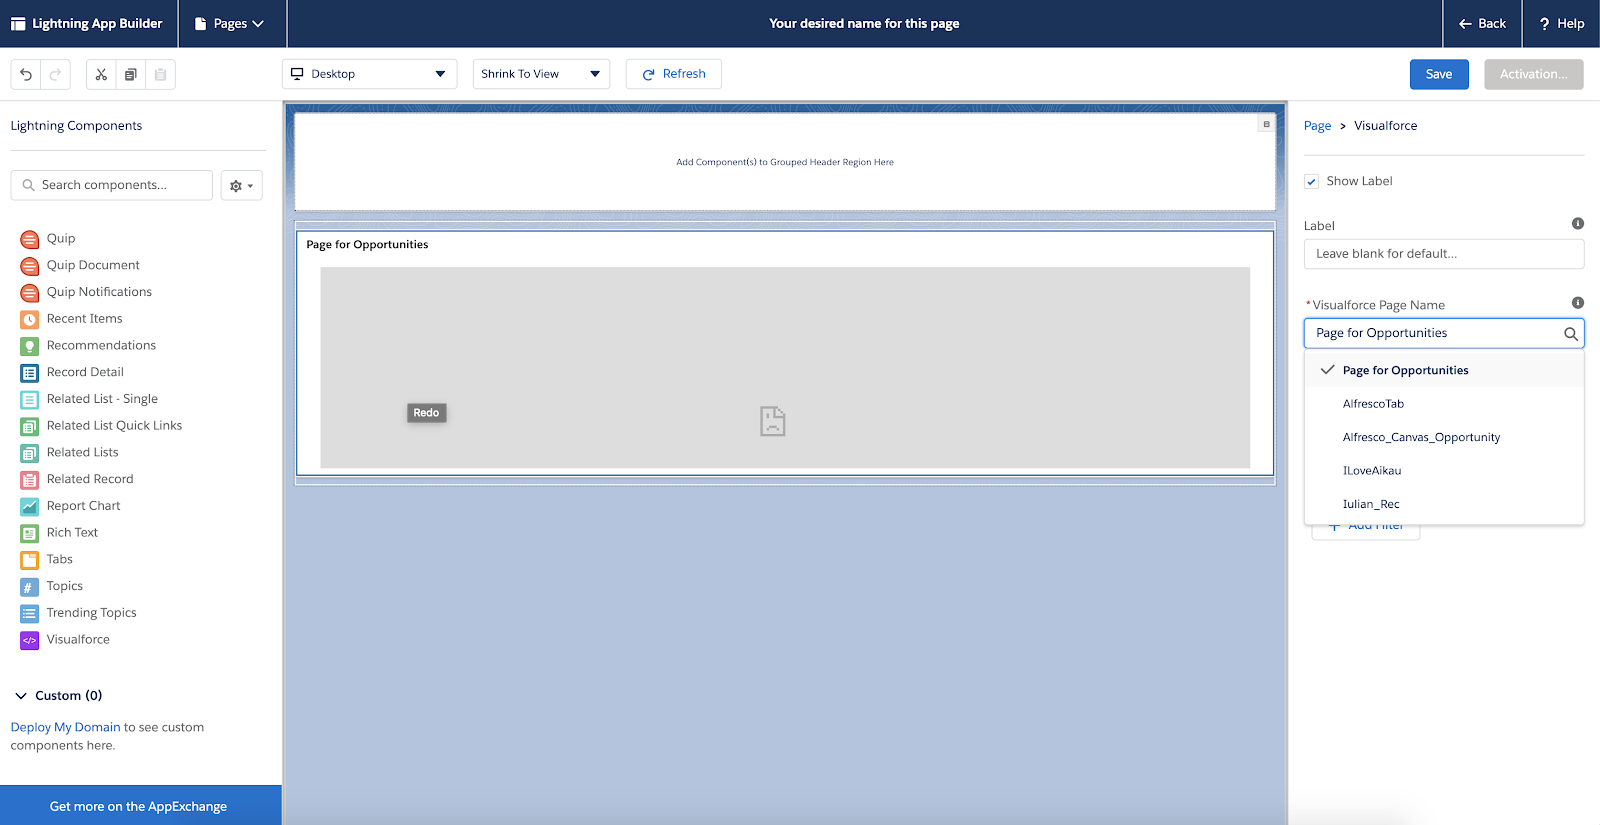 Lightning App Builder
Pages
Your desired name for this page
Back
? Help
Desktop
Shrink To View
Refresh
Save
Activation...
Lightning Components
Search components...
Quip
Quip Document
Quip Notifications
Recent Items
Recommendations
Record Detail
Related List - Single
Related List Quick Links
Related Lists
Related Record
Report Chart
Rich Text
Tabs
# Topics
Trending Topics
</> Visualforce
Custom (0)
Deploy My Domain to see custom
components here.
Get more on the AppExchange
Add Component(s) to Grouped Header Region Here
Page for Opportunities
Redo
Page > Visualforce
Show Label
Label
Leave blank for default...
*Visualforce Page Name
Page for Opportunities
Page for Opportunities
AlfrescoTab
Alfresco_Canvas_Opportunity
ILoveAikau
Iulian_Rec
+ Add Filter